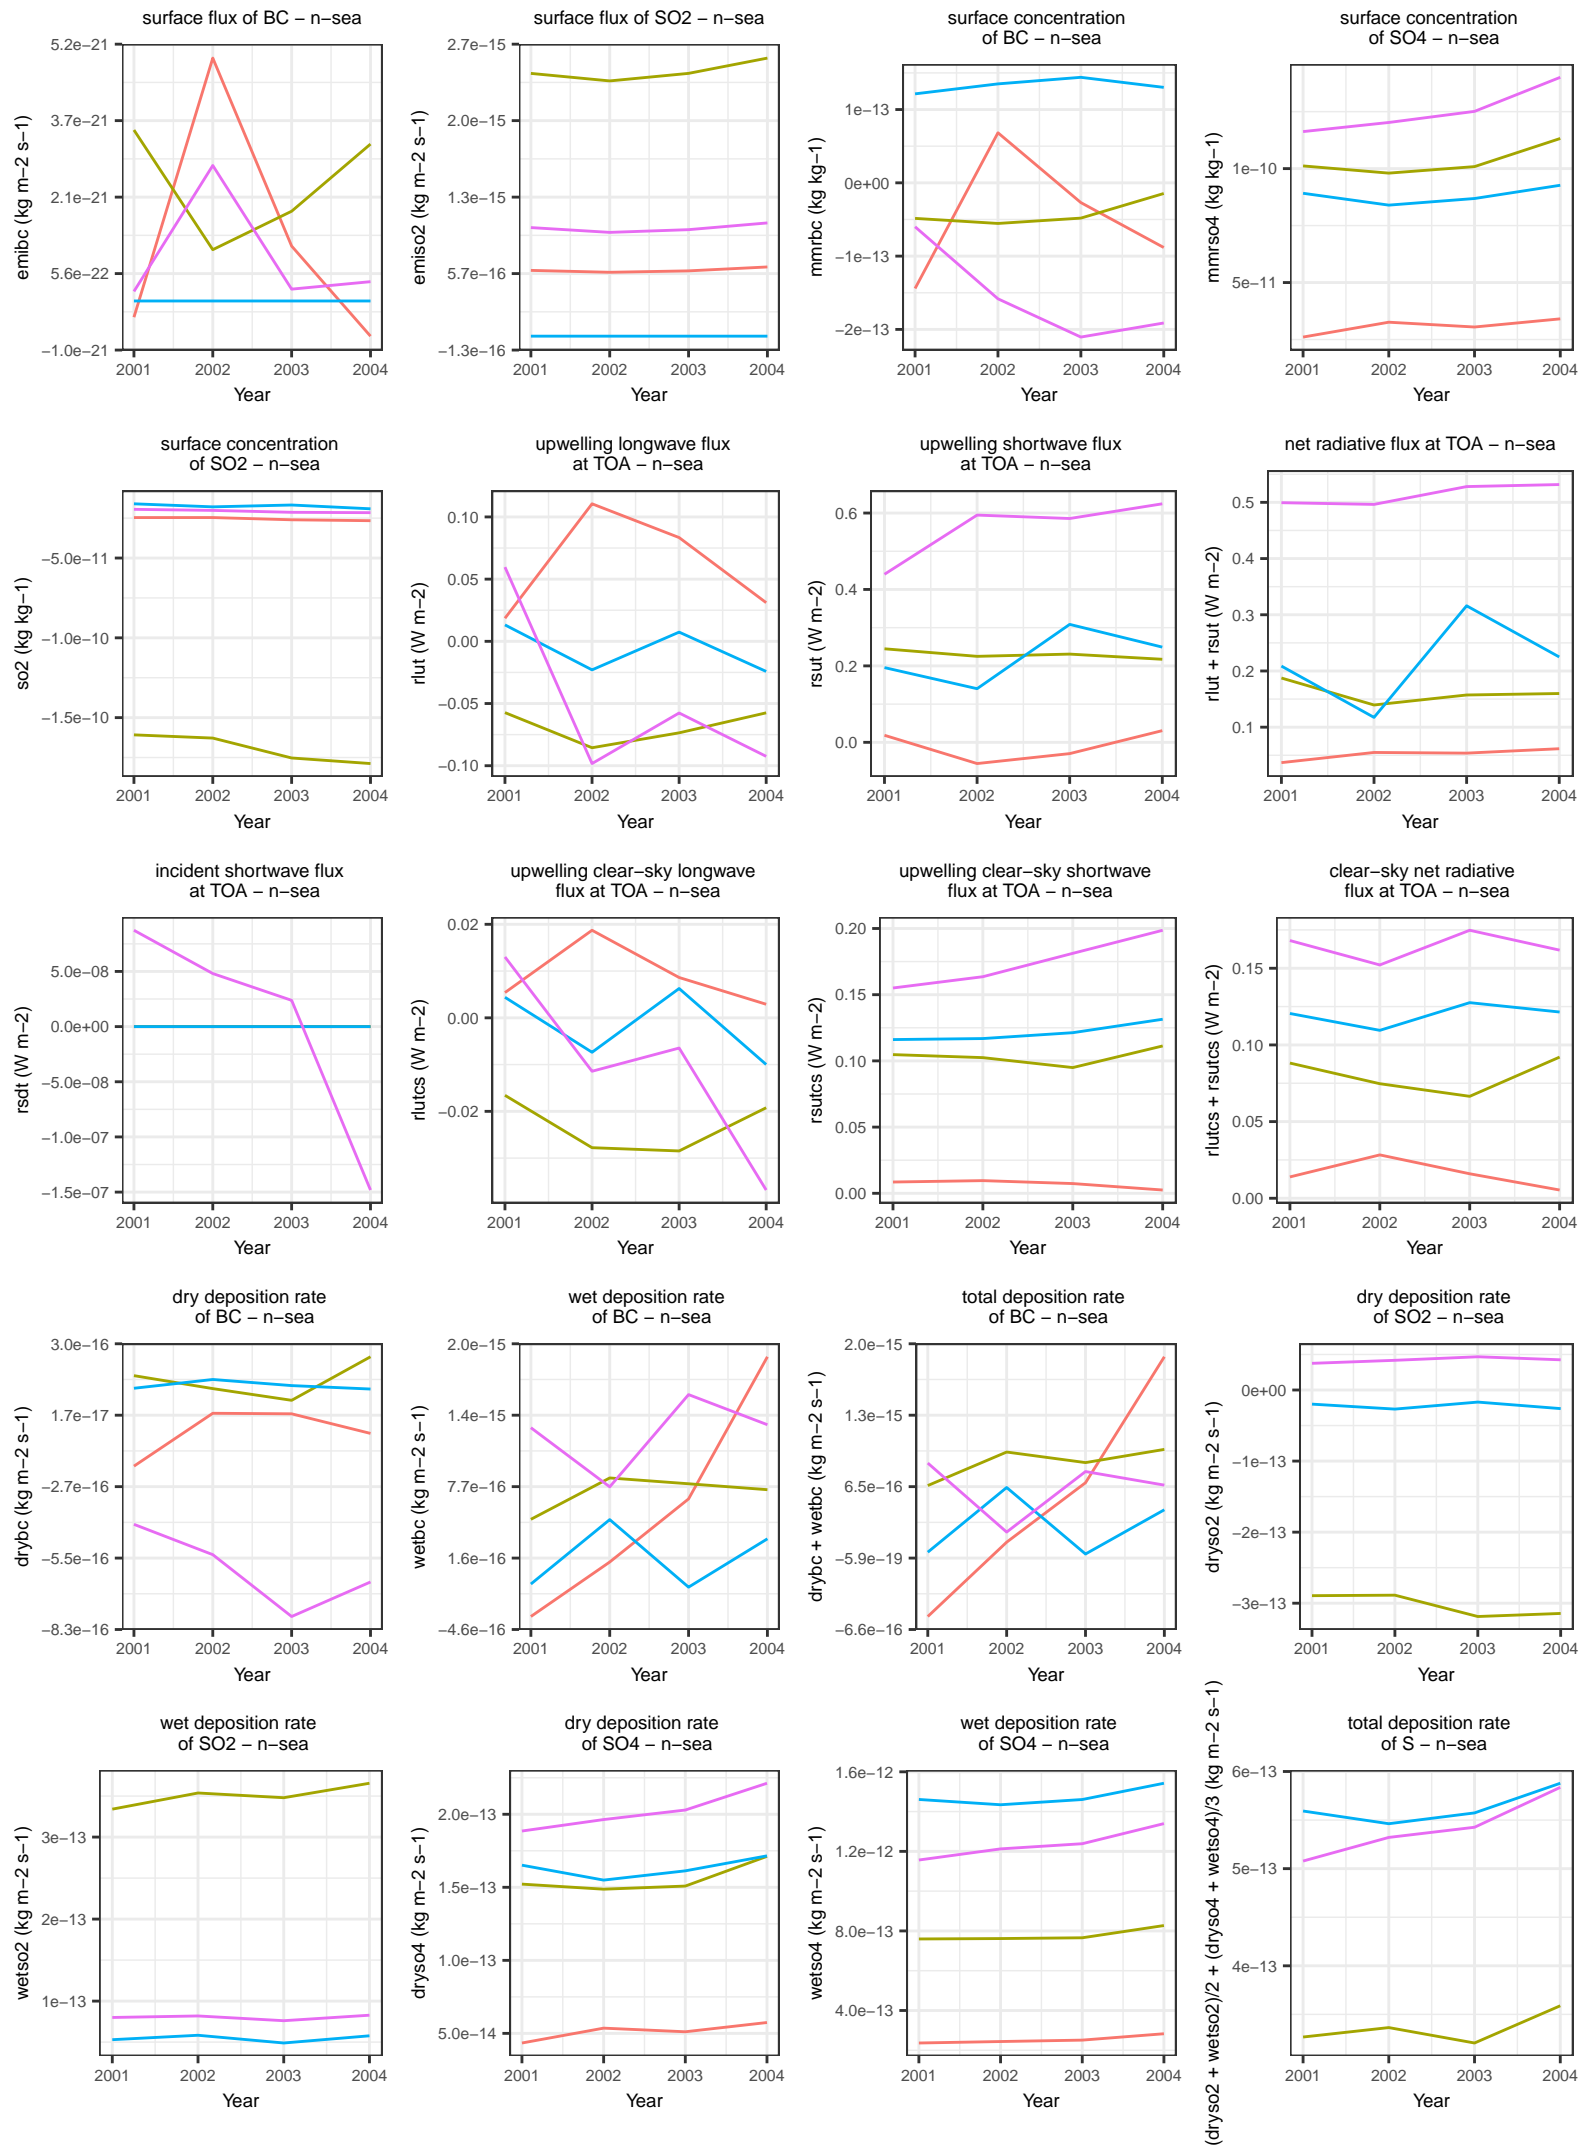 surface flux of BC − n−sea
emibc (kg m−2 s−1)
5.2e−21
3.7e−21
2.1e−21
5.6e−22
−1.0e−21
2001 2002 2003 2004
Year
surface flux of SO2 − n−sea
emiso2 (kg m−2 s−1)
2.7e−15
2.0e−15
1.3e−15
5.7e−16
−1.3e−16
2001 2002 2003 2004
Year
surface concentration
of BC − n−sea
mmrbc (kg kg−1)
1e−13
0e+00
−1e−13
−2e−13
2001 2002 2003 2004
Year
surface concentration
of SO4 − n−sea
mmrso4 (kg kg−1)
1e−10
5e−11
2001 2002 2003 2004
Year
surface concentration
of SO2 − n−sea
so2 (kg kg−1)
−5.0e−11
−1.0e−10
−1.5e−10
2001 2002 2003 2004
Year
upwelling longwave flux
at TOA − n−sea
rlut (W m−2)
0.10
0.05
0.00
−0.05
−0.10
2001 2002 2003 2004
Year
upwelling shortwave flux
at TOA − n−sea
rsut (W m−2)
0.6
0.4
0.2
0.0
2001 2002 2003 2004
Year
net radiative flux at TOA − n−sea
rlut + rsut (W m−2)
0.5
0.4
0.3
0.2
0.1
2001 2002 2003 2004
Year
incident shortwave flux
at TOA − n−sea
rsdt (W m−2)
5.0e−08
0.0e+00
−5.0e−08
−1.0e−07
−1.5e−07
2001 2002 2003 2004
Year
upwelling clear−sky longwave
flux at TOA − n−sea
rlutcs (W m−2)
0.02
0.00
−0.02
2001 2002 2003 2004
Year
upwelling clear−sky shortwave
flux at TOA − n−sea
rsutcs (W m−2)
0.20
0.15
0.10
0.05
0.00
2001 2002 2003 2004
Year
clear−sky net radiative
flux at TOA − n−sea
rlutcs + rsutcs (W m−2)
0.15
0.10
0.05
0.00
2001 2002 2003 2004
Year
dry deposition rate
of BC − n−sea
drybc (kg m−2 s−1)
3.0e−16
1.7e−17
−2.7e−16
−5.5e−16
−8.3e−16
2001 2002 2003 2004
Year
wet deposition rate
of BC − n−sea
wetbc (kg m−2 s−1)
2.0e−15
1.4e−15
7.7e−16
1.6e−16
−4.6e−16
2001 2002 2003 2004
Year
total deposition rate
of BC − n−sea
drybc + wetbc (kg m−2 s−1)
2.0e−15
1.3e−15
6.5e−16
−5.9e−19
−6.6e−16
2001 2002 2003 2004
Year
dry deposition rate
of SO2 − n−sea
dryso2 (kg m−2 s−1)
0e+00
−1e−13
−2e−13
−3e−13
2001 2002 2003 2004
Year
wet deposition rate
of SO2 − n−sea
wetso2 (kg m−2 s−1)
3e−13
2e−13
1e−13
2001 2002 2003 2004
Year
dry deposition rate
of SO4 − n−sea
dryso4 (kg m−2 s−1)
2.0e−13
1.5e−13
1.0e−13
5.0e−14
2001 2002 2003 2004
Year
wet deposition rate
of SO4 − n−sea
wetso4 (kg m−2 s−1)
1.6e−12
1.2e−12
8.0e−13
4.0e−13
2001 2002 2003 2004
Year
total deposition rate
of S − n−sea
(dryso2 + wetso2)/2 + (dryso4 + wetso4)/3 (kg m−2 s−1)
6e−13
5e−13
4e−13
2001 2002 2003 2004
Year